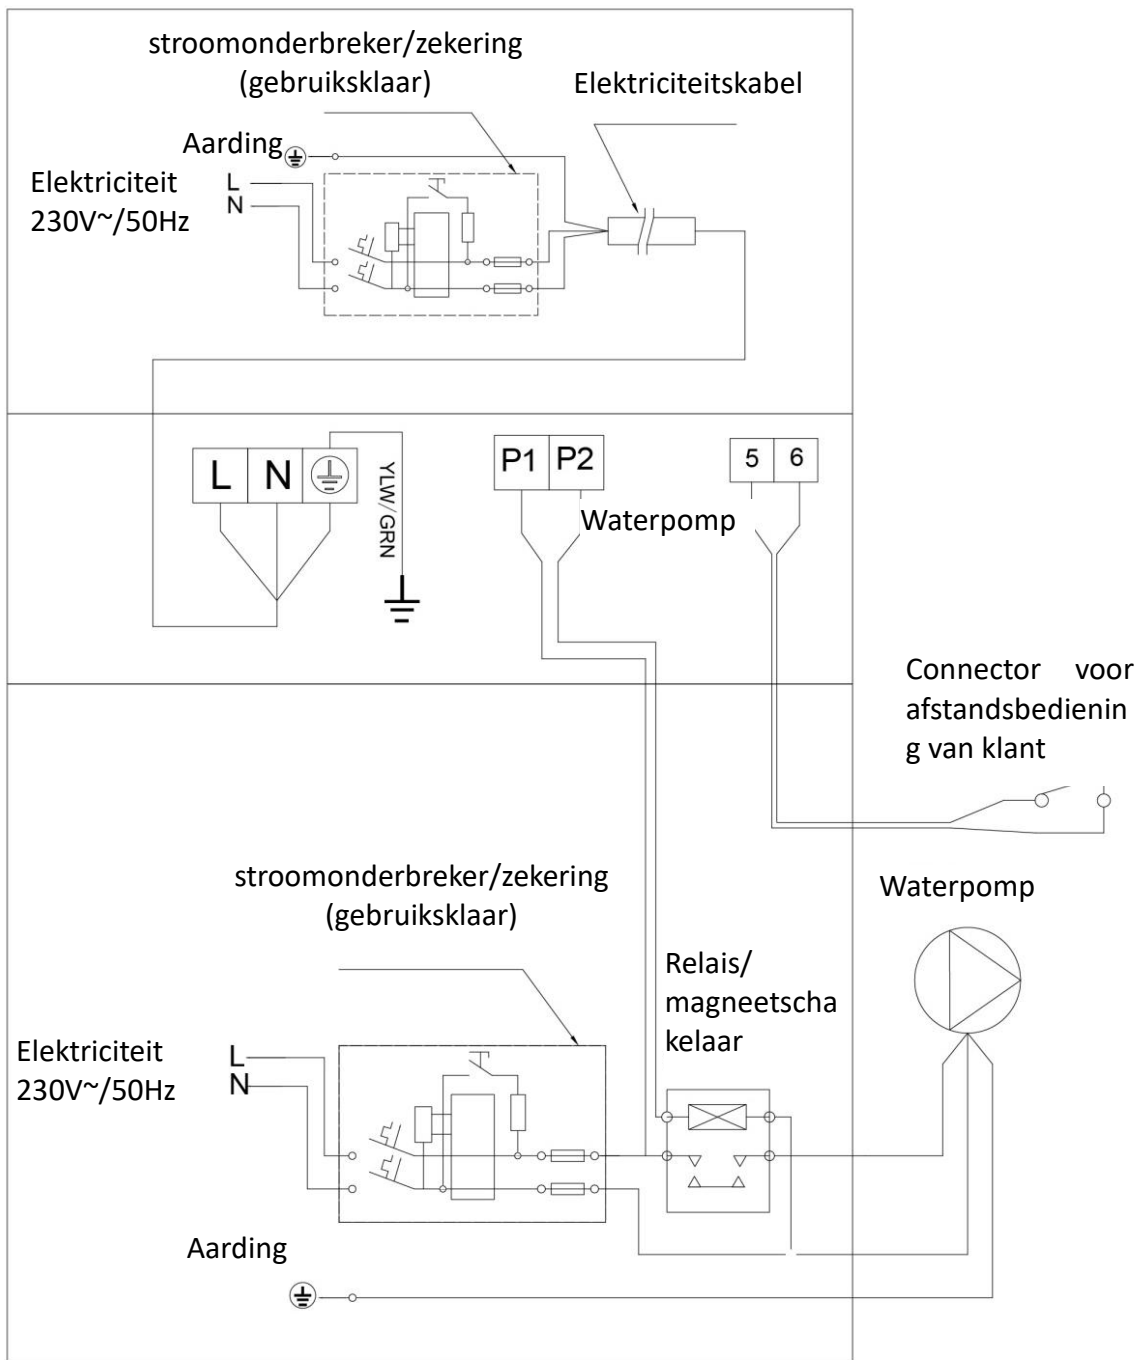 stroomonderbreker/zekering
(gebruiksklaar)
Elektriciteitskabel
Aarding
Elektriciteit
230V~/50Hz
L
N
L N
YLW/GRN
P1 P2
5 6
Waterpomp
Connector voor
afstandsbedienin
g van klant
stroomonderbreker/zekering
(gebruiksklaar)
Waterpomp
Relais/
magneetscha
kelaar
Elektriciteit
230V~/50Hz
L
N
Aarding